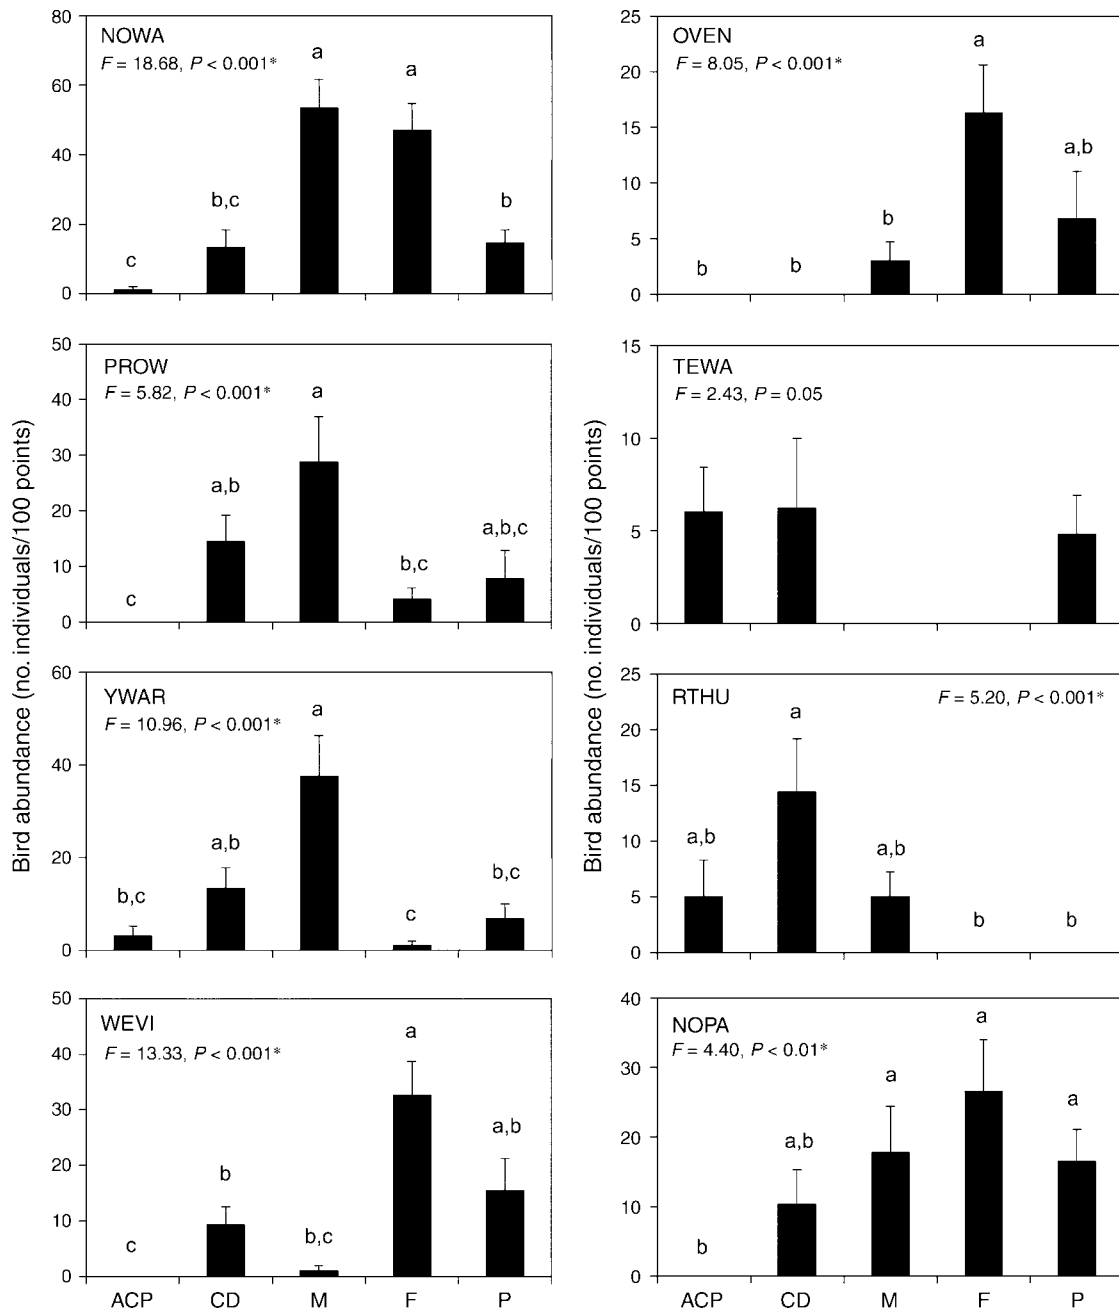 NOWA
F = 18.68, P < 0.001*
80
60
40
20
0
c
b,c
a
a
b
OVEN
F = 8.05, P < 0.001*
25
20
15
10
5
0
b
b
b
a
a,b
PROW
F = 5.82, P < 0.001*
50
40
30
20
10
0
c
a,b
a
b,c
a,b,c
TEWA
F = 2.43, P = 0.05
15
10
5
0
YWAR
F = 10.96, P < 0.001*
60
40
20
0
b,c
a,b
a
c
b,c
RTHU
F = 5.20, P < 0.001*
25
20
15
10
5
0
a,b
a
a,b
b
b
WEVI
F = 13.33, P < 0.001*
50
40
30
20
10
0
c
b
b,c
a
a,b
ACP CD M F P
NOPA
F = 4.40, P < 0.01*
40
30
20
10
0
b
a,b
a
a
a
ACP CD M F P
Bird abundance (no. individuals/100 points)
Bird abundance (no. individuals/100 points)